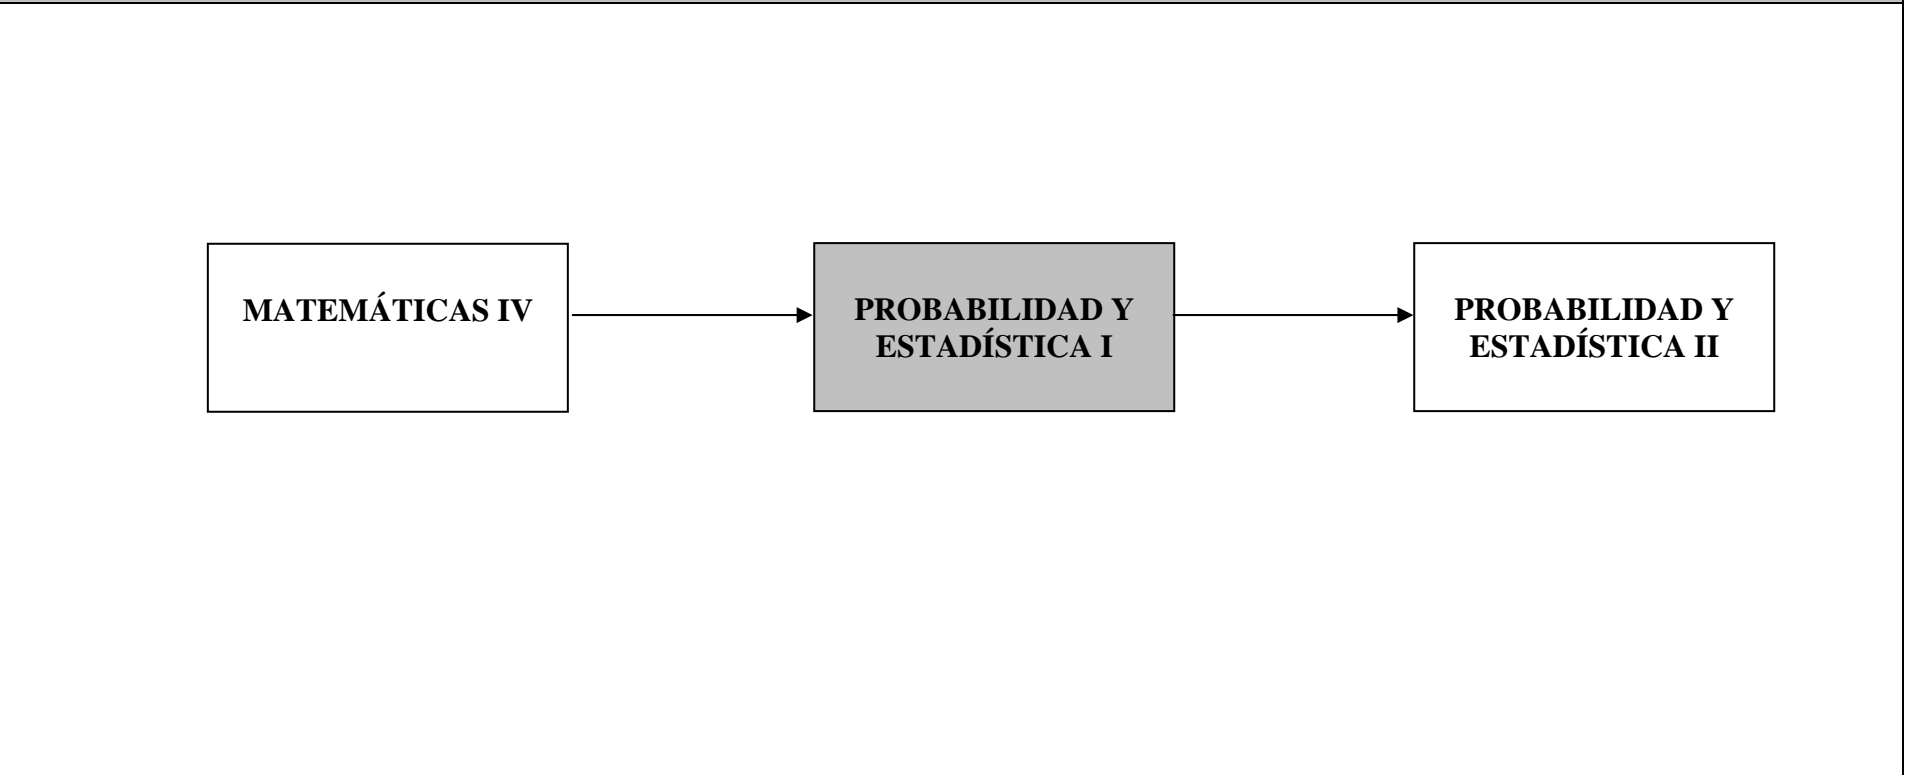 MATEMÁTICAS IV
PROBABILIDAD Y
ESTADÍSTICA I
PROBABILIDAD Y
ESTADÍSTICA II